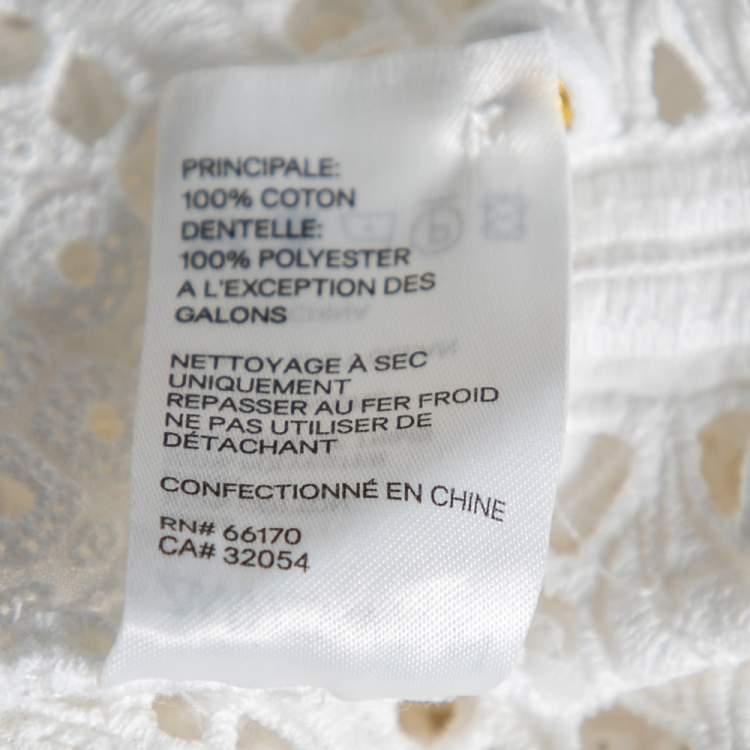 PRINCIPALE:
100% COTON
DENTELLE:
100% POLYESTER
A L'EXCEPTION DES
GALONS
NETTOYAGE À SEC
UNIQUEMENT
REPASSER AU FER FROID
NE PAS UTILISER DE
DÉTACHANT
CONFECTIONNÉ EN CHINE
RN# 66170
CA# 32054